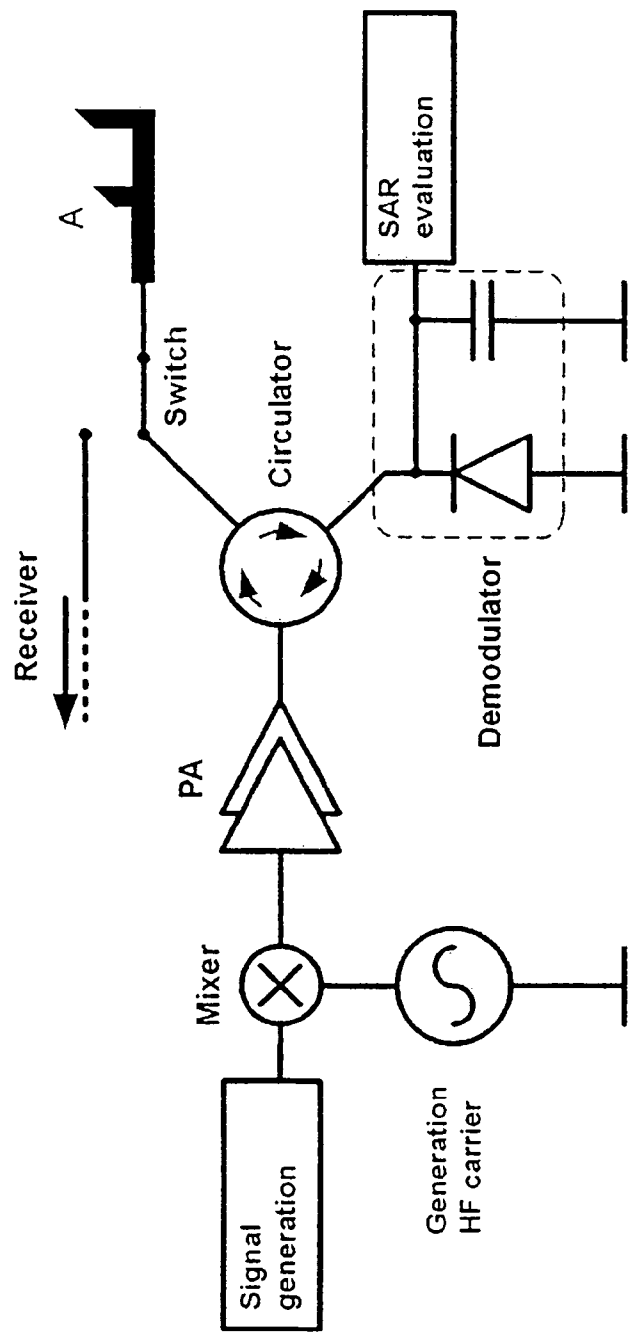 Signal
generation
Mixer
Generation
HF carrier
PA
Receiver
Circulator
Switch
A
Demodulator
SAR
evaluation